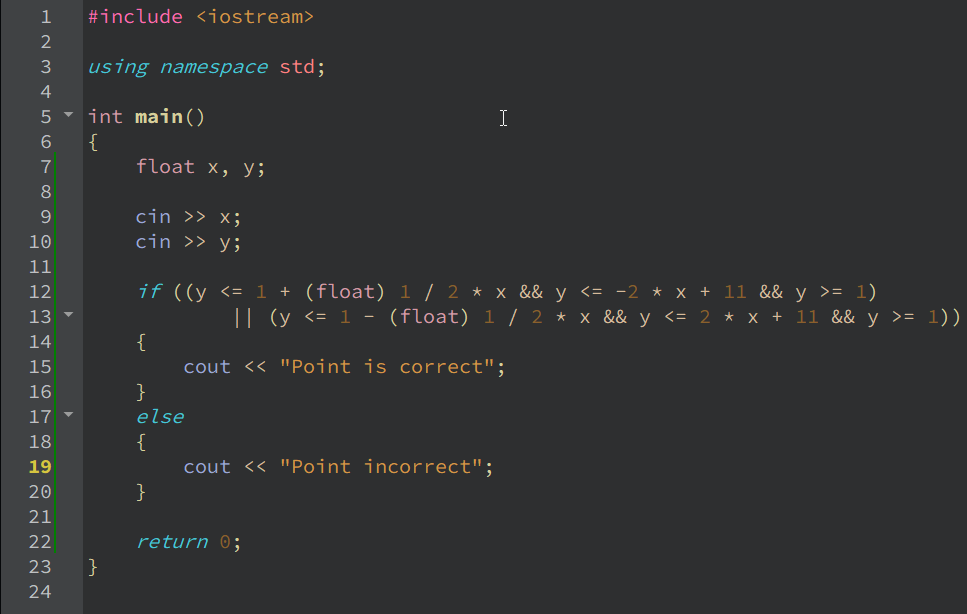 1 #include <iostream>
2
3 using namespace std;
4
5 int main()
6 {
7     float x, y;
8
9     cin >> x;
10     cin >> y;
11
12     if ((y <= 1 + (float) 1 / 2 * x && y <= -2 * x + 11 && y >= 1)
13             || (y <= 1 - (float) 1 / 2 * x && y <= 2 * x + 11 && y >= 1))
14     {
15         cout << "Point is correct";
16     }
17     else
18     {
19         cout << "Point incorrect";
20     }
21
22     return 0;
23 }
24